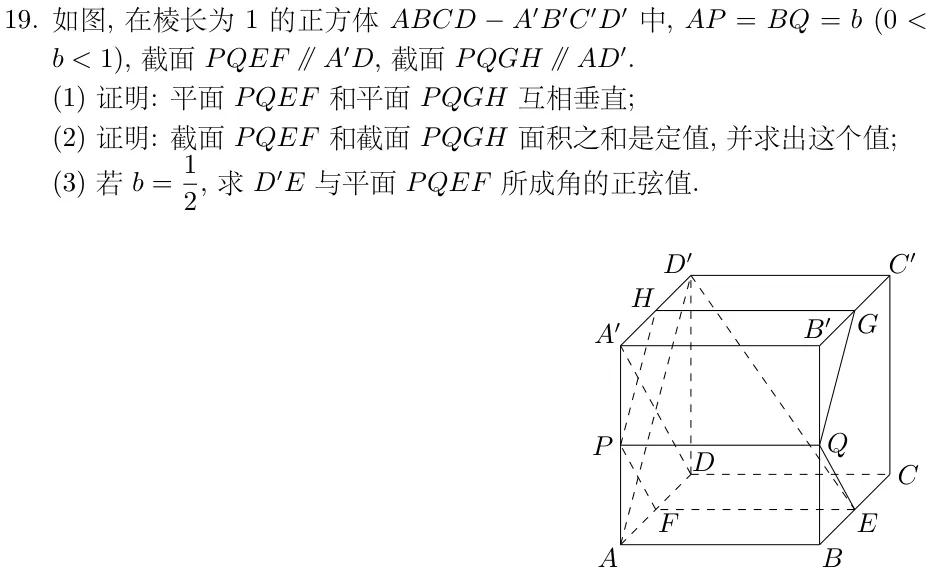 19. 如图, 在棱长为 1 的正方体 ABCD − A′B′C′D′ 中, AP = BQ = b (0 <
b < 1), 截面 PQEF ∥ A′D, 截面 PQGH ∥ AD′.
(1) 证明: 平面 PQEF 和平面 PQGH 互相垂直;
(2) 证明: 截面 PQEF 和截面 PQGH 面积之和是定值, 并求出这个值;
(3) 若 b = 1/2, 求 D′E 与平面 PQEF 所成角的正弦值.
D′ C′
H
A′ B′ G
P Q
D C
F E
A B